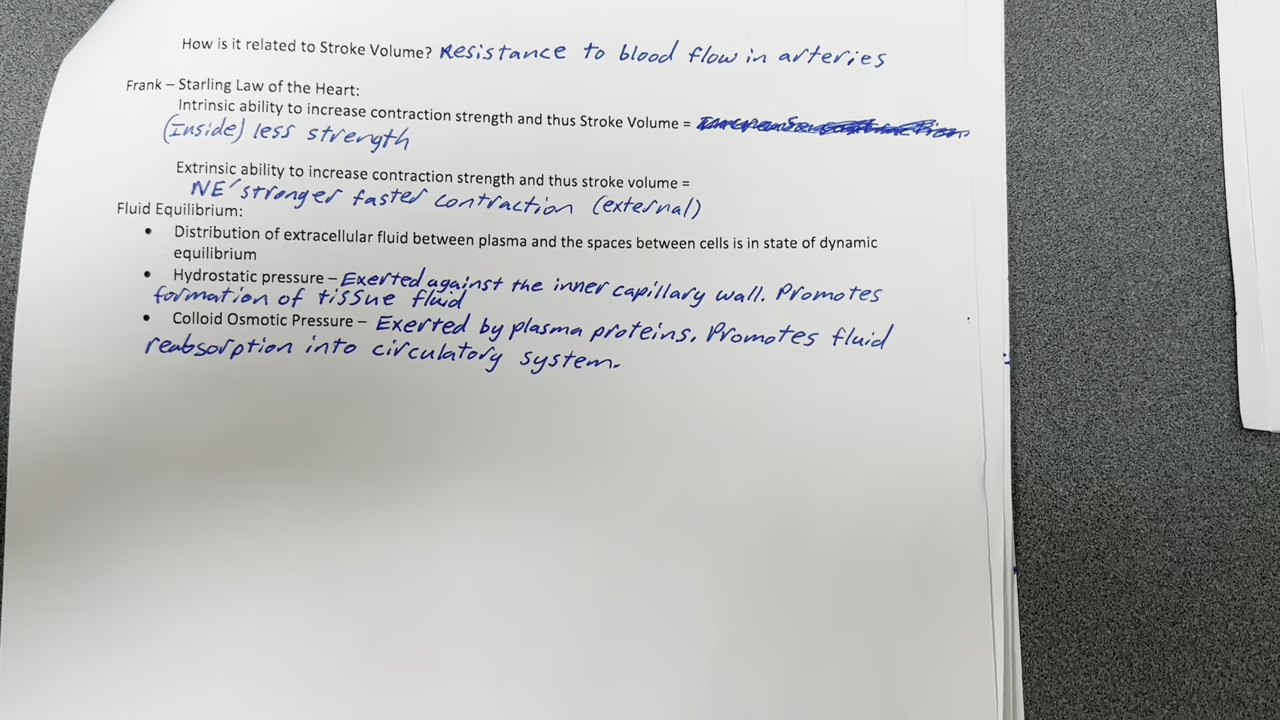 How is it related to Stroke Volume? Resistance to blood flow in arteries
Frank – Starling Law of the Heart:
Intrinsic ability to increase contraction strength and thus Stroke Volume =
(Inside) less strength
Extrinsic ability to increase contraction strength and thus stroke volume =
NE' stronger faster contraction (external)
Fluid Equilibrium:
• Distribution of extracellular fluid between plasma and the spaces between cells is in state of dynamic
equilibrium
• Hydrostatic pressure – Exerted against the inner capillary wall. Promotes
formation of tissue fluid
• Colloid Osmotic Pressure – Exerted by plasma proteins. Promotes fluid
reabsorption into circulatory system.